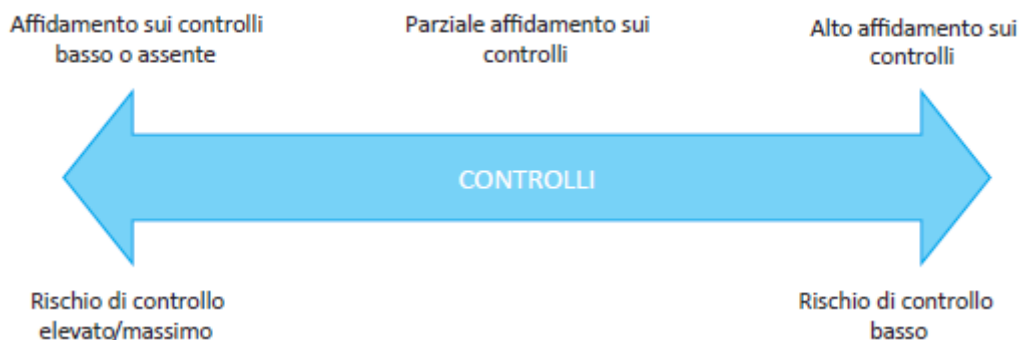 Affidamento sui controlli
basso o assente
Parziale affidamento sui
controlli
Alto affidamento sui
controlli
CONTROLLI
Rischio di controllo
elevato/massimo
Rischio di controllo
basso